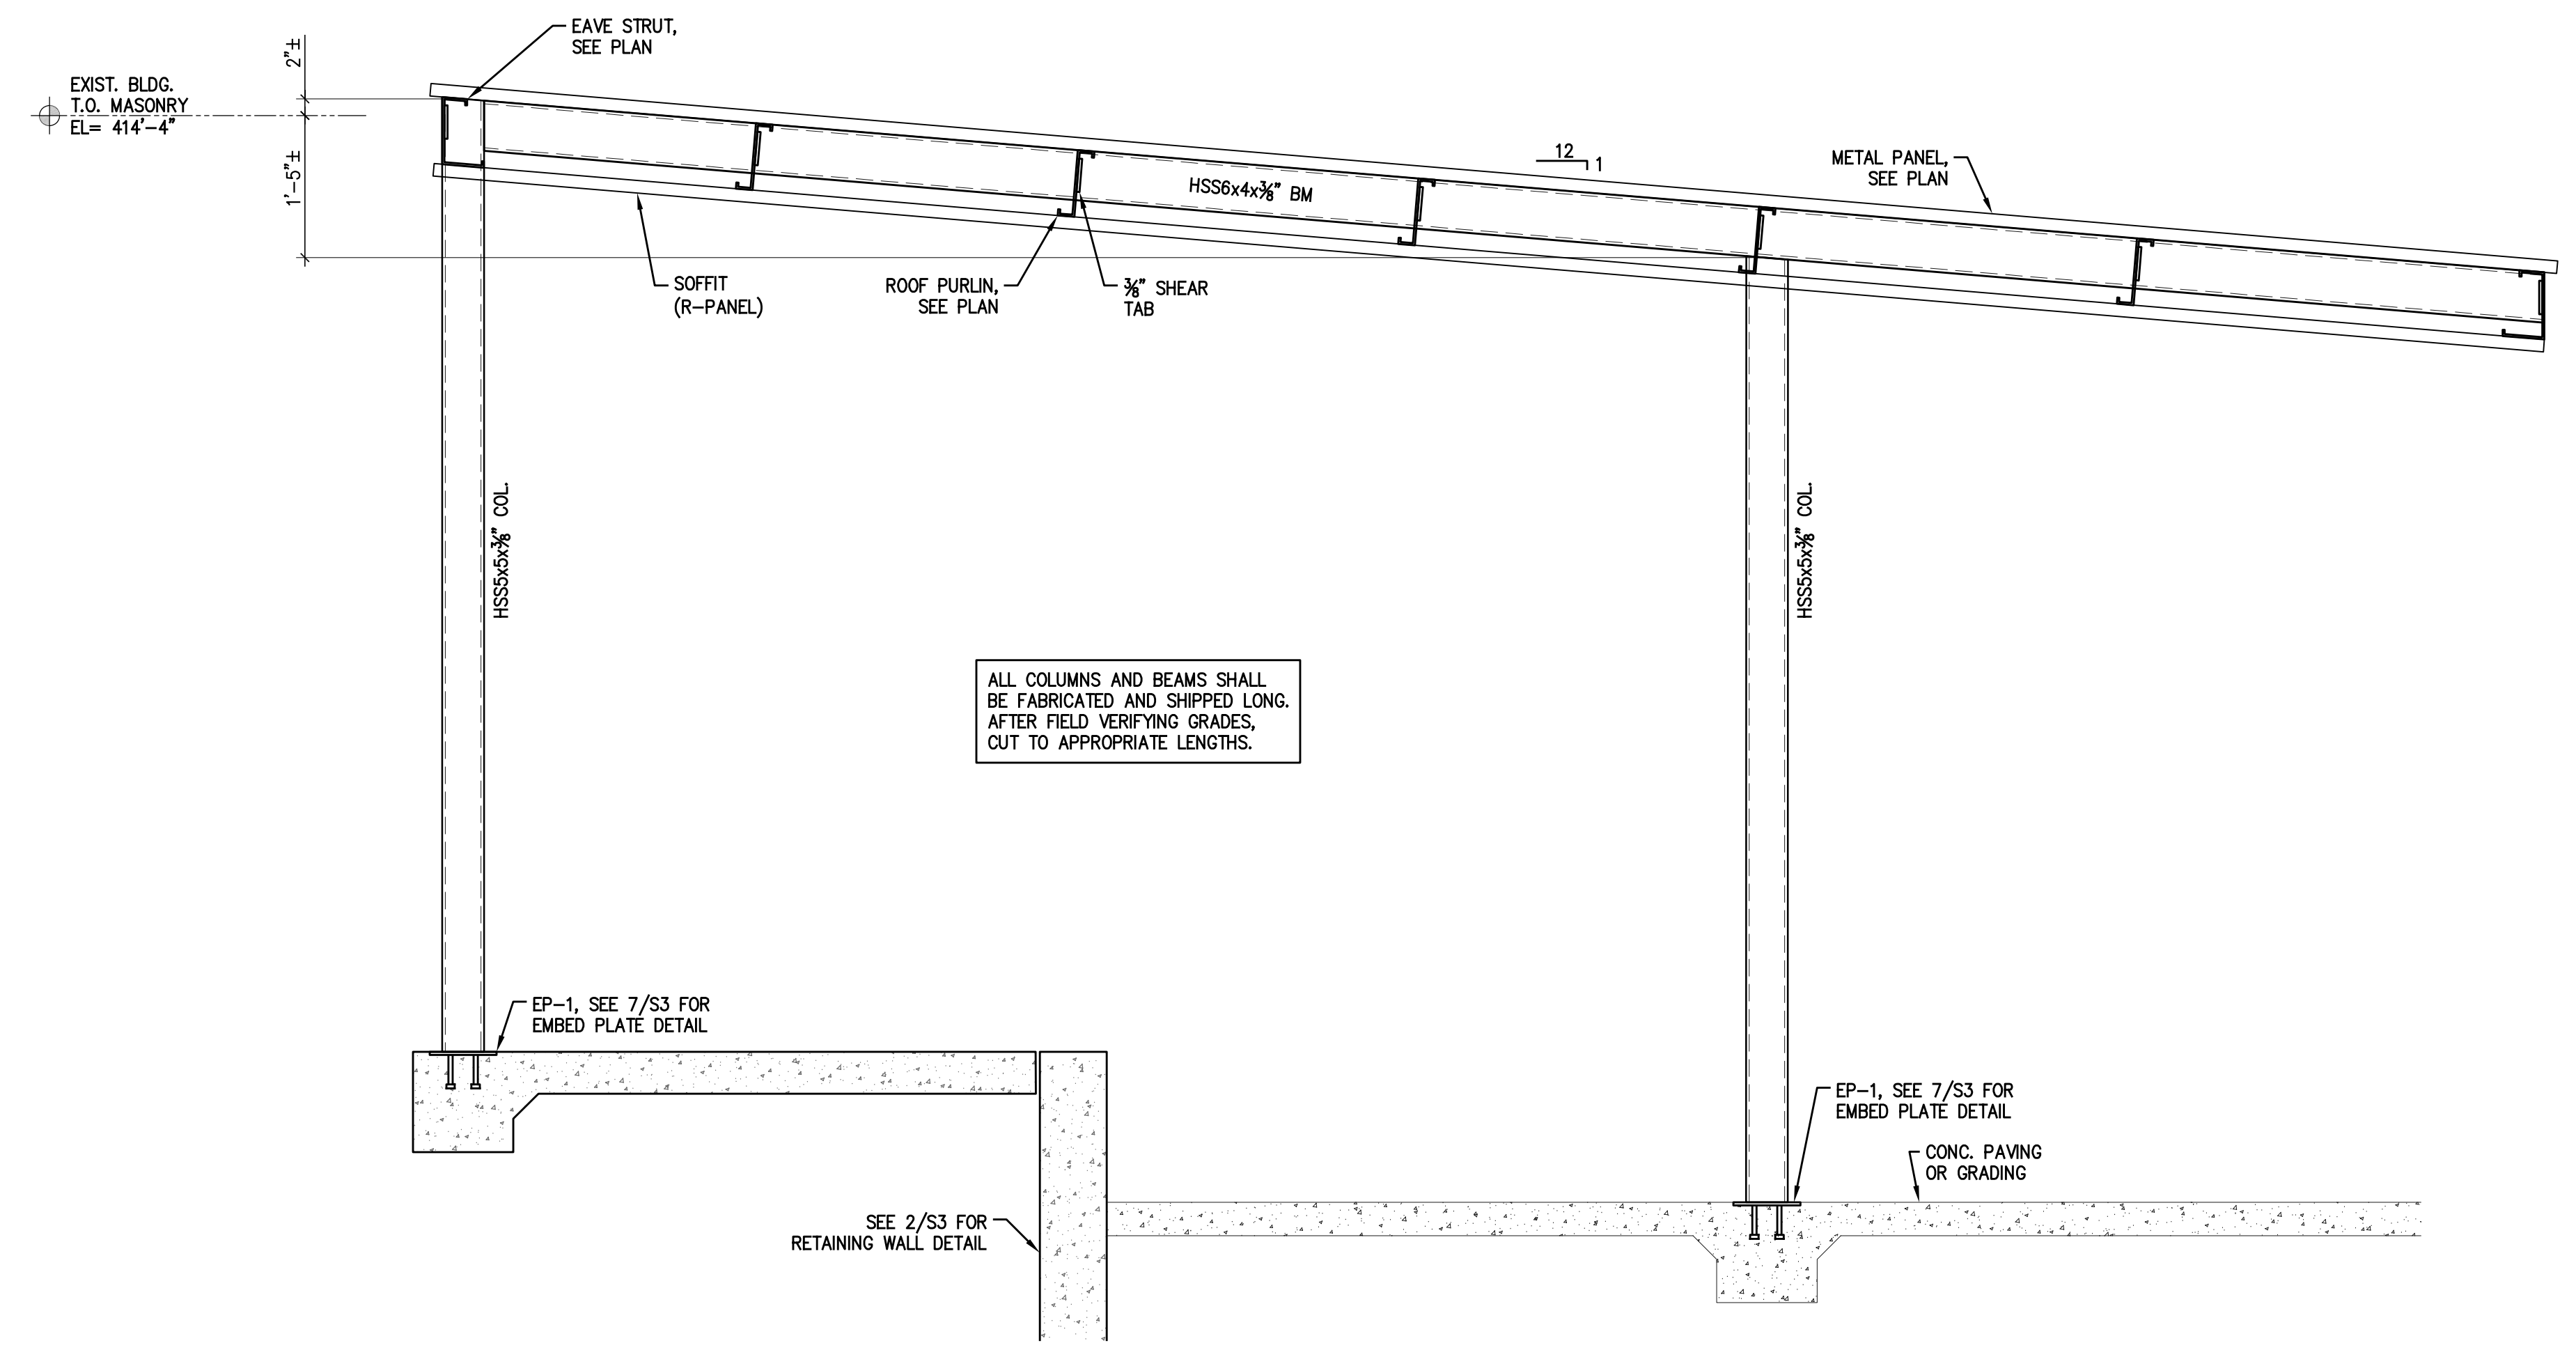 EAVE STRUT,
SEE PLAN
2"±
EXIST. BLDG.
T.O. MASONRY
EL= 414'-4"
1'-5"±
12
1
METAL PANEL,
SEE PLAN
HSS6x4x⅜" BM
SOFFIT
(R-PANEL)
ROOF PURLIN,
SEE PLAN
⅜" SHEAR
TAB
HSS5x5x⅜" COL.
HSS5x5x⅜" COL.
ALL COLUMNS AND BEAMS SHALL
BE FABRICATED AND SHIPPED LONG.
AFTER FIELD VERIFYING GRADES,
CUT TO APPROPRIATE LENGTHS.
EP-1, SEE 7/S3 FOR
EMBED PLATE DETAIL
EP-1, SEE 7/S3 FOR
EMBED PLATE DETAIL
CONC. PAVING
OR GRADING
SEE 2/S3 FOR
RETAINING WALL DETAIL